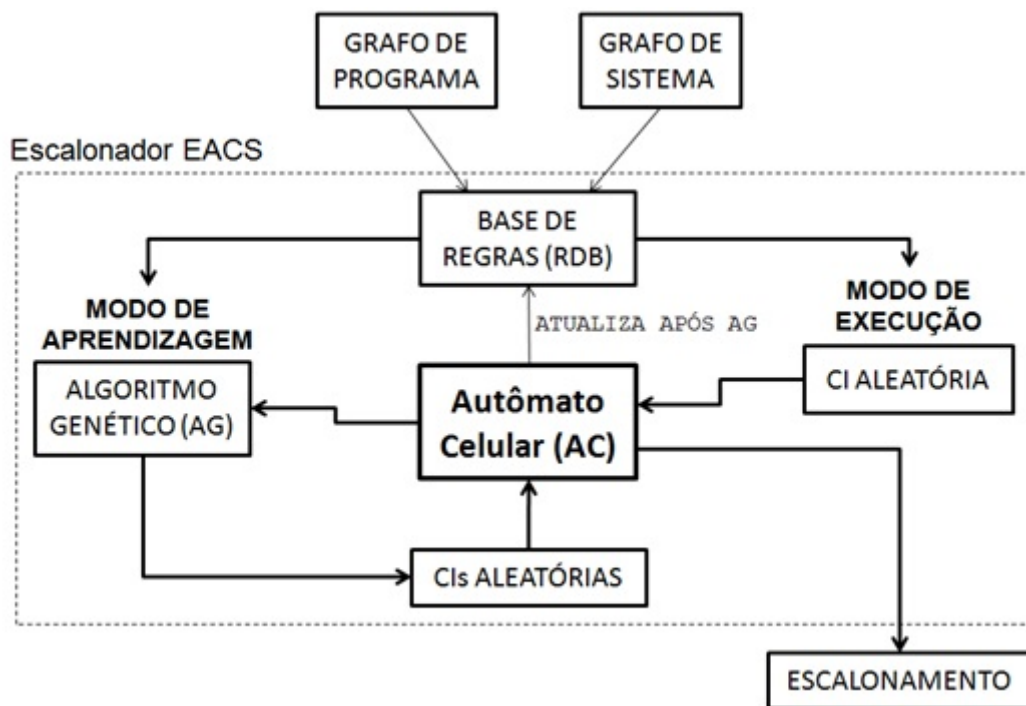 GRAFO DE
PROGRAMA
GRAFO DE
SISTEMA
Escalonador EACS
BASE DE
REGRAS (RDB)
MODO DE
APRENDIZAGEM
MODO DE
EXECUÇÃO
ATUALIZA APÓS AG
ALGORITMO
GENÉTICO (AG)
Autômato
Celular (AC)
CI ALEATÓRIA
CIs ALEATÓRIAS
ESCALONAMENTO